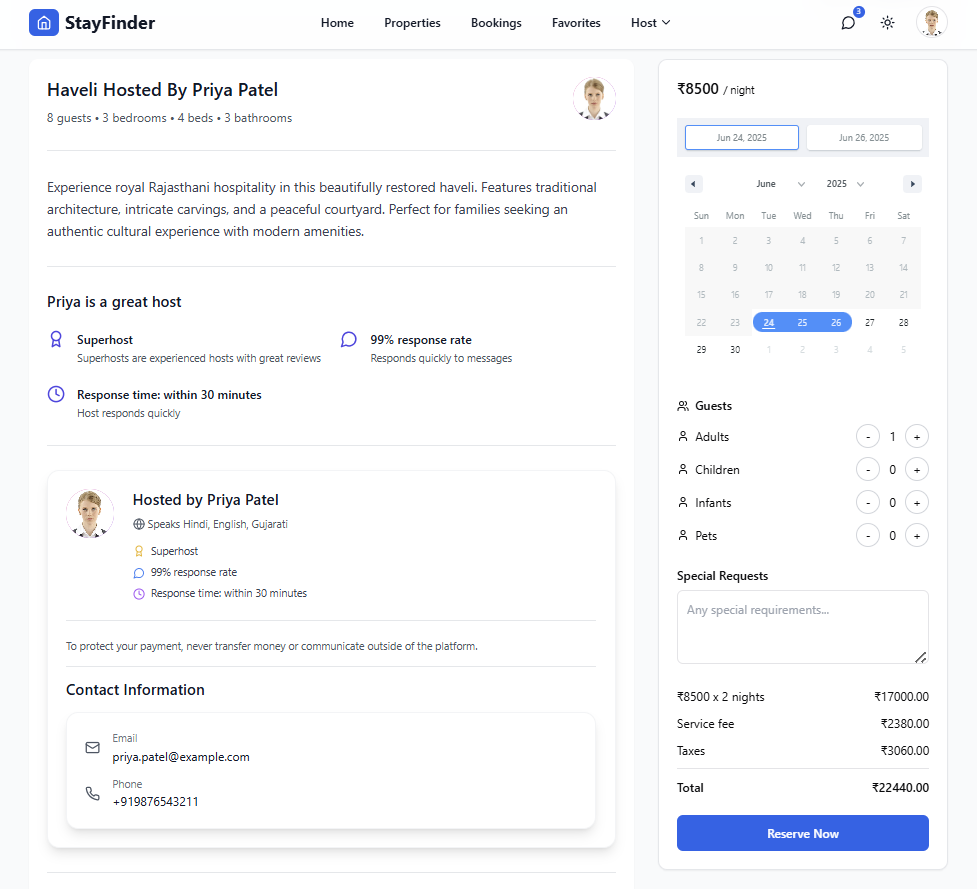 StayFinder
Home Properties Bookings Favorites Host
3
Haveli Hosted By Priya Patel
8 guests • 3 bedrooms • 4 beds • 3 bathrooms
Experience royal Rajasthani hospitality in this beautifully restored haveli. Features traditional
architecture, intricate carvings, and a peaceful courtyard. Perfect for families seeking an
authentic cultural experience with modern amenities.
Priya is a great host
Superhost
Superhosts are experienced hosts with great reviews
99% response rate
Responds quickly to messages
Response time: within 30 minutes
Host responds quickly
Hosted by Priya Patel
Speaks Hindi, English, Gujarati
Superhost
99% response rate
Response time: within 30 minutes
To protect your payment, never transfer money or communicate outside of the platform.
Contact Information
Email
priya.patel@example.com
Phone
+919876543211
₹8500 / night
Jun 24, 2025 Jun 26, 2025
June 2025
Sun Mon Tue Wed Thu Fri Sat
1 2 3 4 5 6 7
8 9 10 11 12 13 14
15 16 17 18 19 20 21
22 23 24 25 26 27 28
29 30 1 2 3 4 5
Guests
Adults - 1 +
Children - 0 +
Infants - 0 +
Pets - 0 +
Special Requests
Any special requirements...
₹8500 x 2 nights ₹17000.00
Service fee ₹2380.00
Taxes ₹3060.00
Total ₹22440.00
Reserve Now